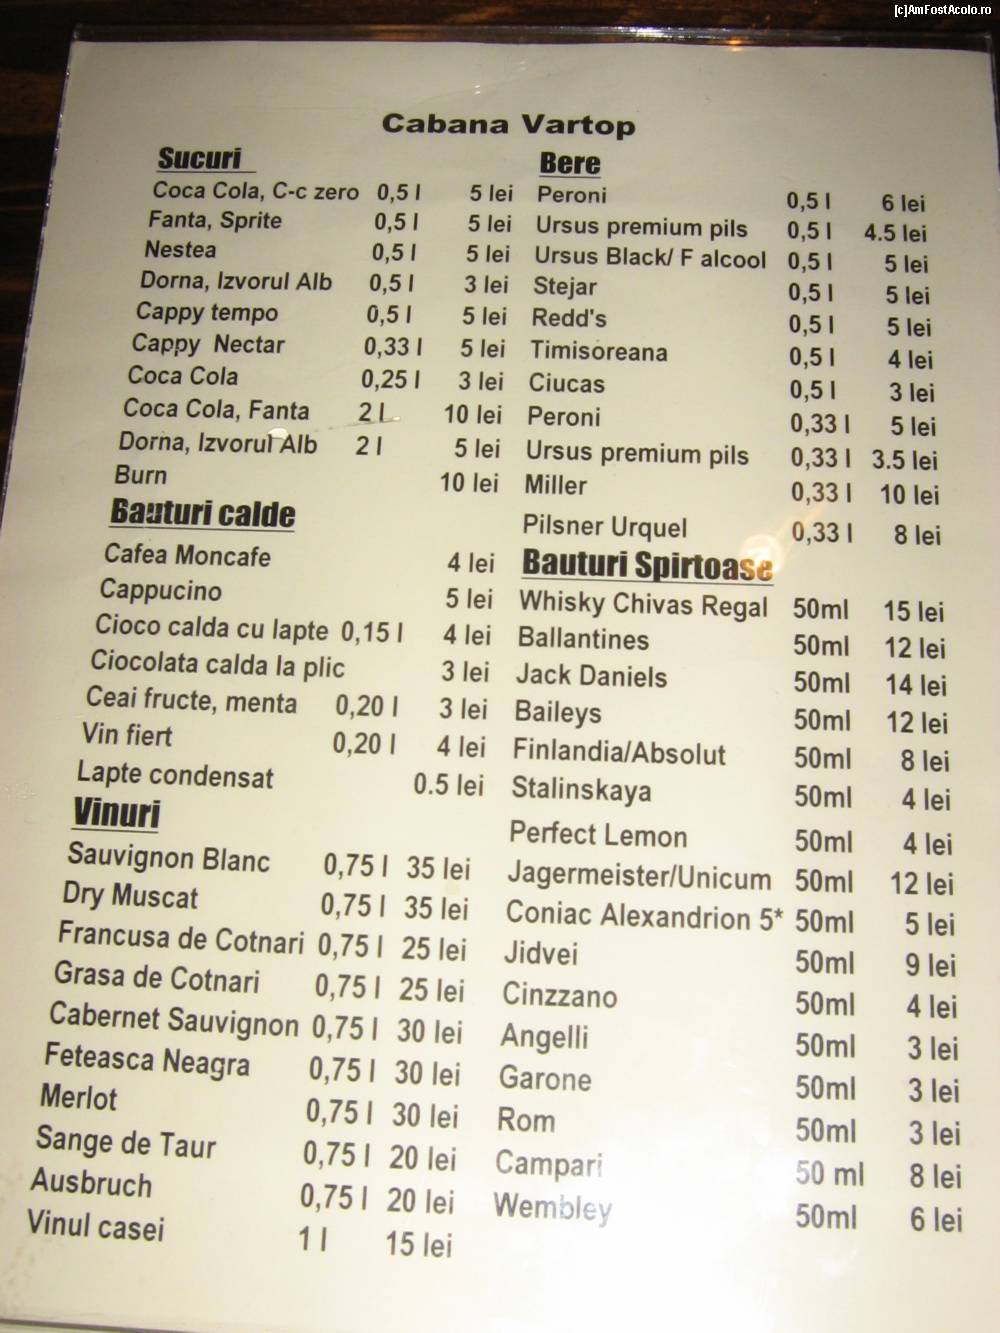 [c]AmFostAcolo.ro
Cabana Vartop
Sucuri
Coca Cola, C-c zero 0,5 l 5 lei
Fanta, Sprite 0,5 l 5 lei
Nestea 0,5 l 5 lei
Dorna, Izvorul Alb 0,5 l 3 lei
Cappy tempo 0,5 l 5 lei
Cappy Nectar 0,33 l 5 lei
Coca Cola 0,25 l 3 lei
Coca Cola, Fanta 2 l 10 lei
Dorna, Izvorul Alb 2 l 5 lei
Burn 10 lei
Bauturi calde
Cafea Moncafe 4 lei
Cappucino 5 lei
Cioco calda cu lapte 0,15 l 4 lei
Ciocolata calda la plic 3 lei
Ceai fructe, menta 0,20 l 3 lei
Vin fiert 0,20 l 4 lei
Lapte condensat 0.5 lei
Vinuri
Sauvignon Blanc 0,75 l 35 lei
Dry Muscat 0,75 l 35 lei
Francusa de Cotnari 0,75 l 25 lei
Grasa de Cotnari 0,75 l 25 lei
Cabernet Sauvignon 0,75 l 30 lei
Feteasca Neagra 0,75 l 30 lei
Merlot 0,75 l 30 lei
Sange de Taur 0,75 l 20 lei
Ausbruch 0,75 l 20 lei
Vinul casei 1 l 15 lei
Bere
Peroni 0,5 l 6 lei
Ursus premium pils 0,5 l 4.5 lei
Ursus Black/ F alcool 0,5 l 5 lei
Stejar 0,5 l 5 lei
Redd's 0,5 l 5 lei
Timisoreana 0,5 l 4 lei
Ciucas 0,5 l 3 lei
Peroni 0,33 l 5 lei
Ursus premium pils 0,33 l 3.5 lei
Miller 0,33 l 10 lei
Pilsner Urquel 0,33 l 8 lei
Bauturi Spirtoase
Whisky Chivas Regal 50ml 15 lei
Ballantines 50ml 12 lei
Jack Daniels 50ml 14 lei
Baileys 50ml 12 lei
Finlandia/Absolut 50ml 8 lei
Stalinskaya 50ml 4 lei
Perfect Lemon 50ml 4 lei
Jagermeister/Unicum 50ml 12 lei
Coniac Alexandrion 5* 50ml 5 lei
Jidvei 50ml 9 lei
Cinzzano 50ml 4 lei
Angelli 50ml 3 lei
Garone 50ml 3 lei
Rom 50ml 3 lei
Campari 50 ml 8 lei
Wembley 50ml 6 lei